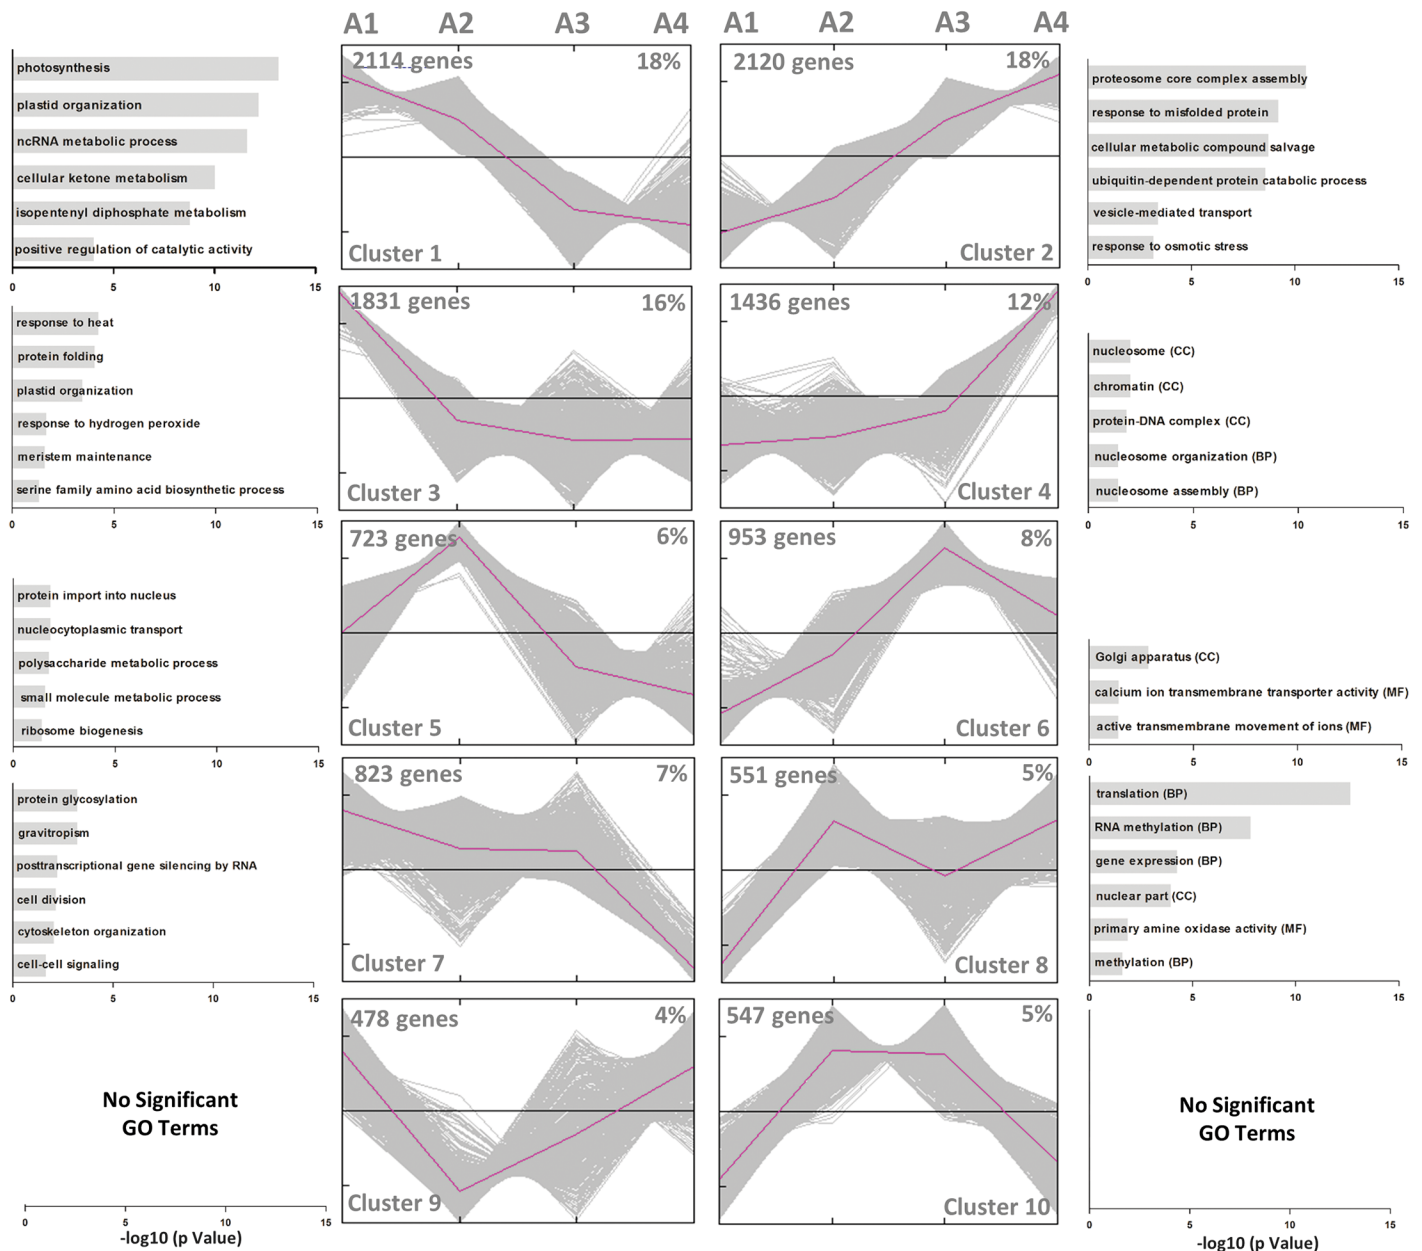 A1 A2 A3 A4
A1 A2 A3 A4
photosynthesis
plastid organization
ncRNA metabolic process
cellular ketone metabolism
isopentenyl diphosphate metabolism
positive regulation of catalytic activity
0 5 10 15
2114 genes 18%
Cluster 1
2120 genes 18%
Cluster 2
proteosome core complex assembly
response to misfolded protein
cellular metabolic compound salvage
ubiquitin-dependent protein catabolic process
vesicle-mediated transport
response to osmotic stress
0 5 10 15
response to heat
protein folding
plastid organization
response to hydrogen peroxide
meristem maintenance
serine family amino acid biosynthetic process
0 5 10 15
1831 genes 16%
Cluster 3
1436 genes 12%
Cluster 4
nucleosome (CC)
chromatin (CC)
protein-DNA complex (CC)
nucleosome organization (BP)
nucleosome assembly (BP)
0 5 10 15
protein import into nucleus
nucleocytoplasmic transport
polysaccharide metabolic process
small molecule metabolic process
ribosome biogenesis
0 5 10 15
723 genes 6%
Cluster 5
953 genes 8%
Cluster 6
Golgi apparatus (CC)
calcium ion transmembrane transporter activity (MF)
active transmembrane movement of ions (MF)
0 5 10 15
protein glycosylation
gravitropism
posttranscriptional gene silencing by RNA
cell division
cytoskeleton organization
cell-cell signaling
0 5 10 15
823 genes 7%
Cluster 7
551 genes 5%
Cluster 8
translation (BP)
RNA methylation (BP)
gene expression (BP)
nuclear part (CC)
primary amine oxidase activity (MF)
methylation (BP)
0 5 10 15
No Significant
GO Terms
0 5 10 15
-log10 (p Value)
478 genes 4%
Cluster 9
547 genes 5%
Cluster 10
No Significant
GO Terms
0 5 10 15
-log10 (p Value)